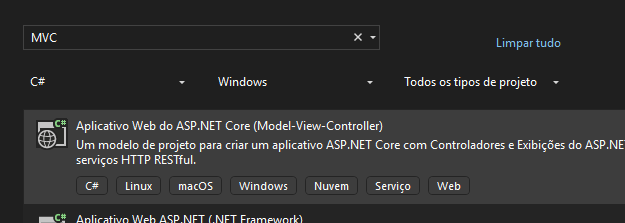 MVC
Limpar tudo
C#
Windows
Todos os tipos de projeto
C#
Aplicativo Web do ASP.NET Core (Model-View-Controller)
Um modelo de projeto para criar um aplicativo ASP.NET Core com Controladores e Exibições do ASP.NE
serviços HTTP RESTful.
C# Linux macOS Windows Nuvem Serviço Web
C#
Aplicativo Web ASP.NET (.NET Framework)